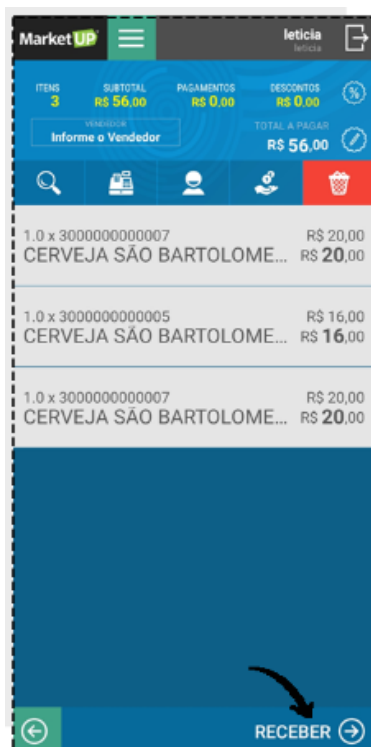 MarketUP
leticia
leticia
ITENS SUBTOTAL PAGAMENTOS DESCONTOS
3 R$ 56,00 R$ 0,00 R$ 0,00
VENDEDOR TOTAL A PAGAR
Informe o Vendedor R$ 56,00
1.0 x 3000000000007 R$ 20,00
CERVEJA SÃO BARTOLOME... R$ 20,00
1.0 x 3000000000005 R$ 16,00
CERVEJA SÃO BARTOLOME... R$ 16,00
1.0 x 3000000000007 R$ 20,00
CERVEJA SÃO BARTOLOME... R$ 20,00
RECEBER